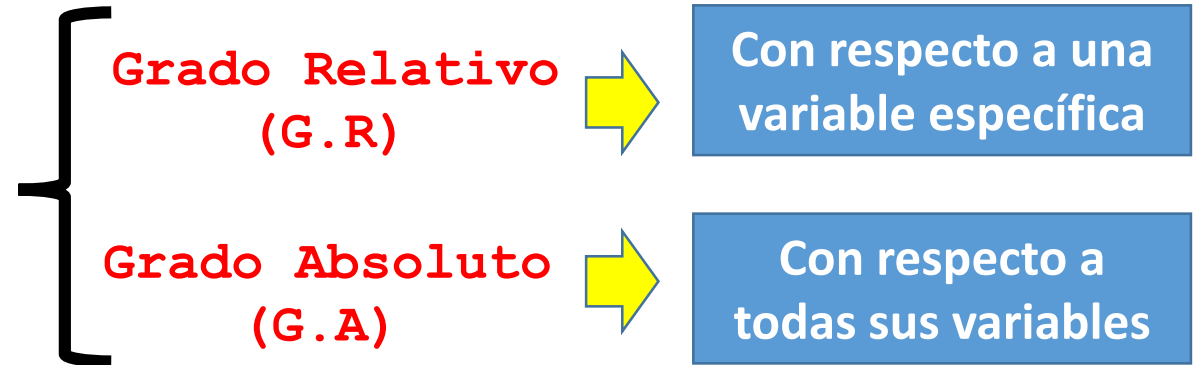 Grado Relativo
(G.R)
Con respecto a una
variable específica
Grado Absoluto
(G.A)
Con respecto a
todas sus variables